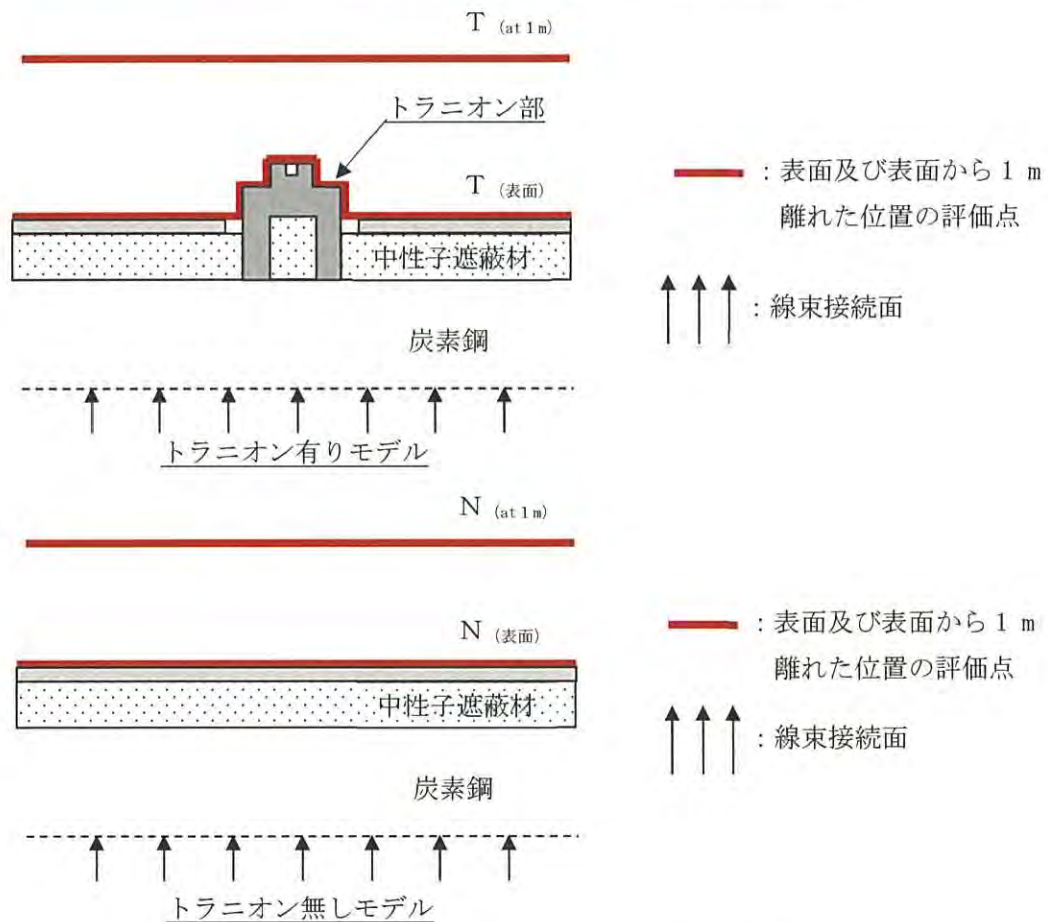 T (at 1 m)
トラニオン部
T (表面)
中性子遮蔽材
炭素鋼
トラニオン有りモデル
：表面及び表面から 1 m
離れた位置の評価点
：線束接続面
N (at 1 m)
N (表面)
中性子遮蔽材
炭素鋼
トラニオン無しモデル
：表面及び表面から 1 m
離れた位置の評価点
：線束接続面